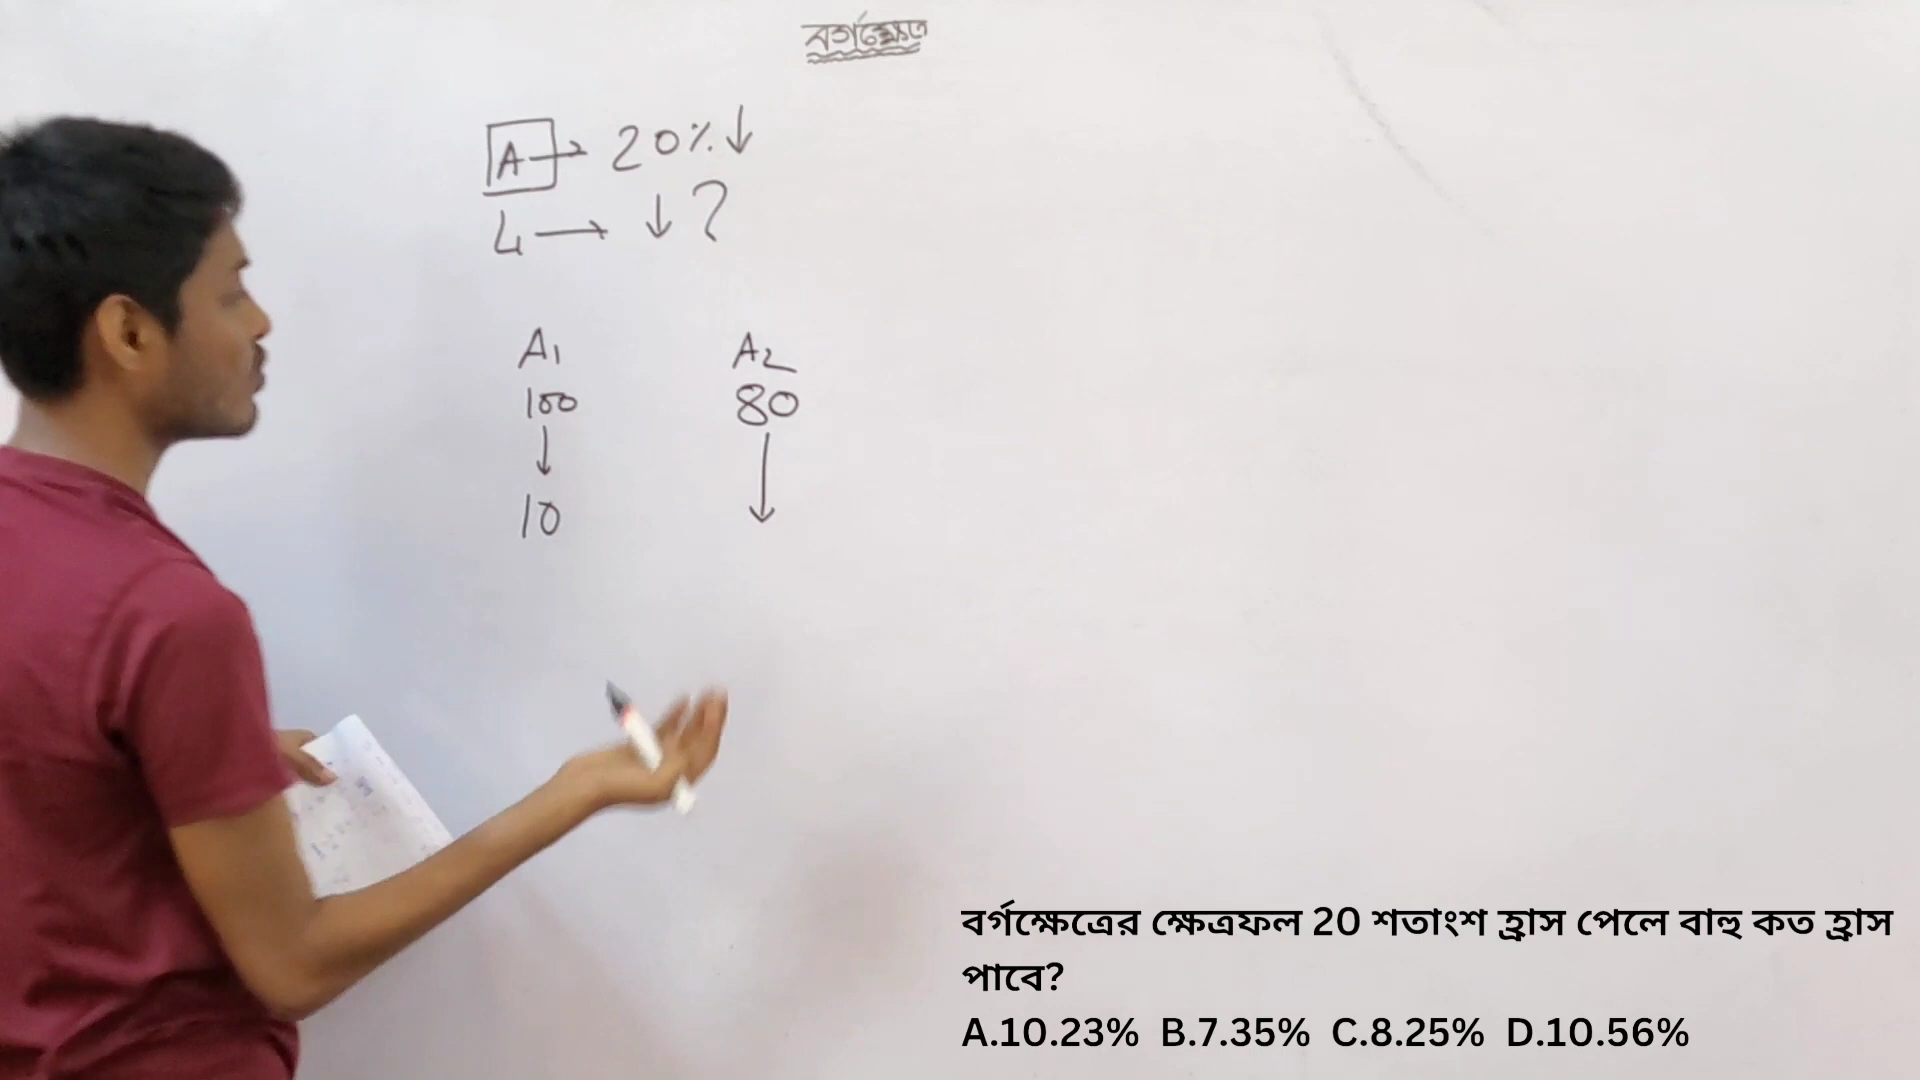 বর্গক্ষেত্র
A → 20% ↓
L → ↓ ?
A1 A2
100 80
↓ ↓
10
বর্গক্ষেত্রের ক্ষেত্রফল 20 শতাংশ হ্রাস পেলে বাহু কত হ্রাস
পাবে?
A.10.23% B.7.35% C.8.25% D.10.56%